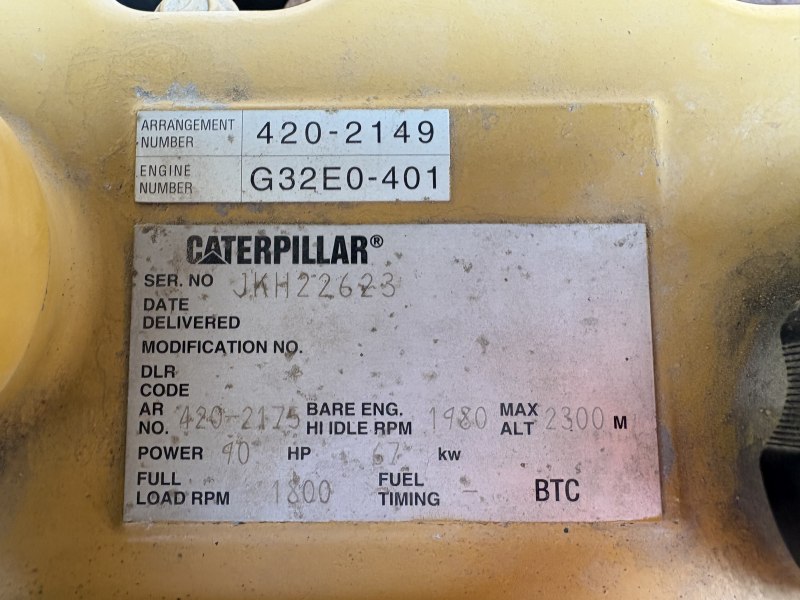 ARRANGEMENT NUMBER 420-2149
ENGINE NUMBER G32E0-401
CATERPILLAR®
SER. NO JKH22623
DATE DELIVERED
MODIFICATION NO.
DLR CODE
AR NO. 420-2175 BARE ENG. HI IDLE RPM 1980 MAX ALT 2300 M
POWER 90 HP 67 kw
FULL LOAD RPM 1800 FUEL TIMING - BTC